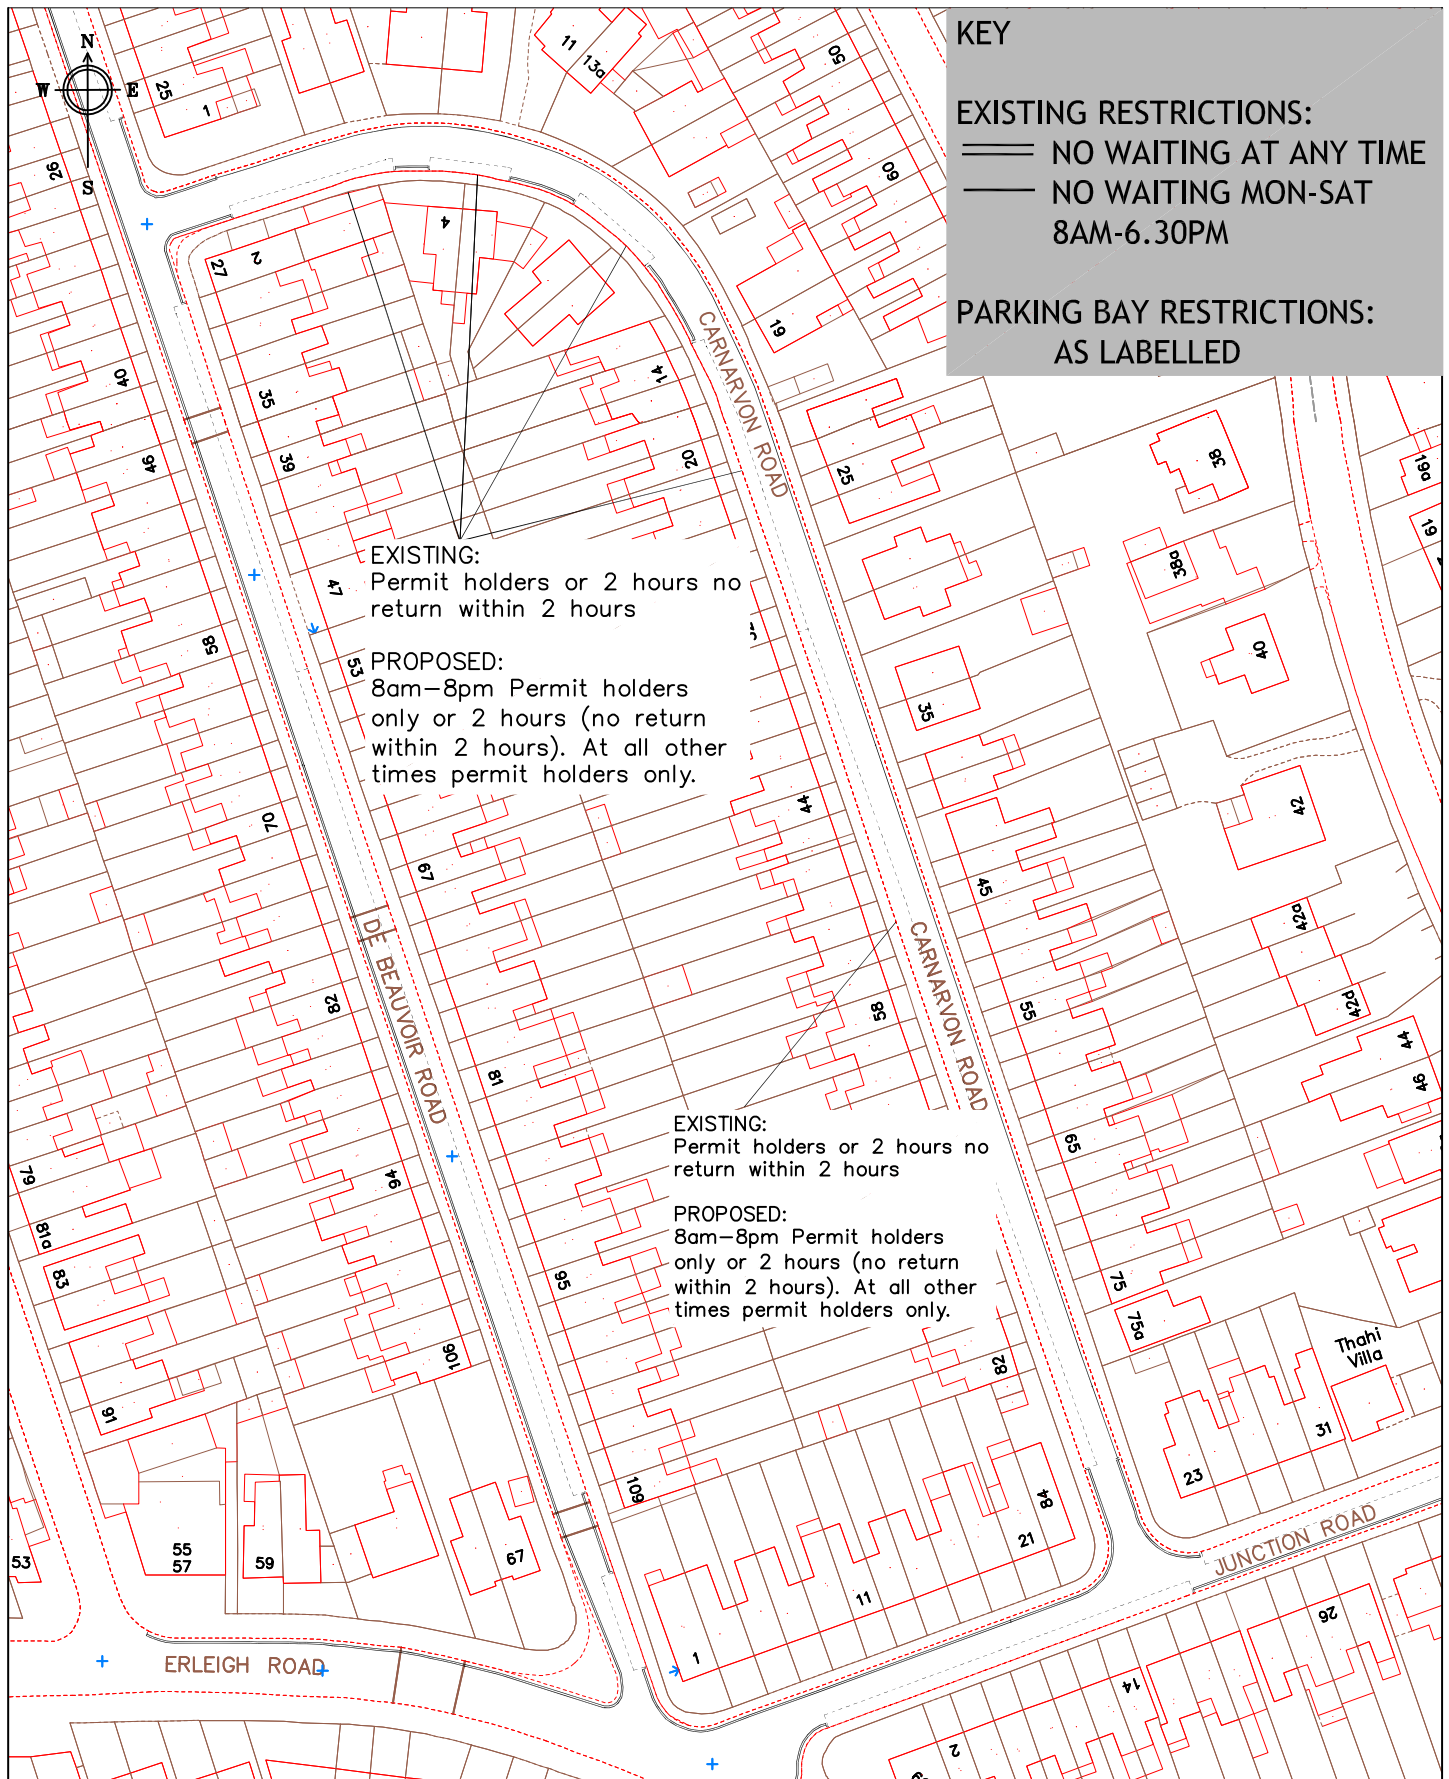 KEY
EXISTING RESTRICTIONS:
NO WAITING AT ANY TIME
NO WAITING MON-SAT
8AM-6.30PM
PARKING BAY RESTRICTIONS:
AS LABELLED
N
W
E
S
25
1
11
13a
50
60
26
27
2
4
19
40
35
14
46
39
20
25
38
19a
19
38a
CARNARVON ROAD
EXISTING:
Permit holders or 2 hours no
return within 2 hours
PROPOSED:
8am–8pm Permit holders
only or 2 hours (no return
within 2 hours). At all other
times permit holders only.
47
53
58
35
40
70
67
44
45
42
42a
42d
44
46
DE BEAUVOIR ROAD
CARNARVON ROAD
82
81
58
55
65
EXISTING:
Permit holders or 2 hours no
return within 2 hours
PROPOSED:
8am–8pm Permit holders
only or 2 hours (no return
within 2 hours). At all other
times permit holders only.
79
81a
83
94
95
75
75a
Thahi
Villa
91
106
82
109
84
21
23
31
53
55
57
59
67
11
1
JUNCTION ROAD
ERLEIGH ROAD
26
14
2